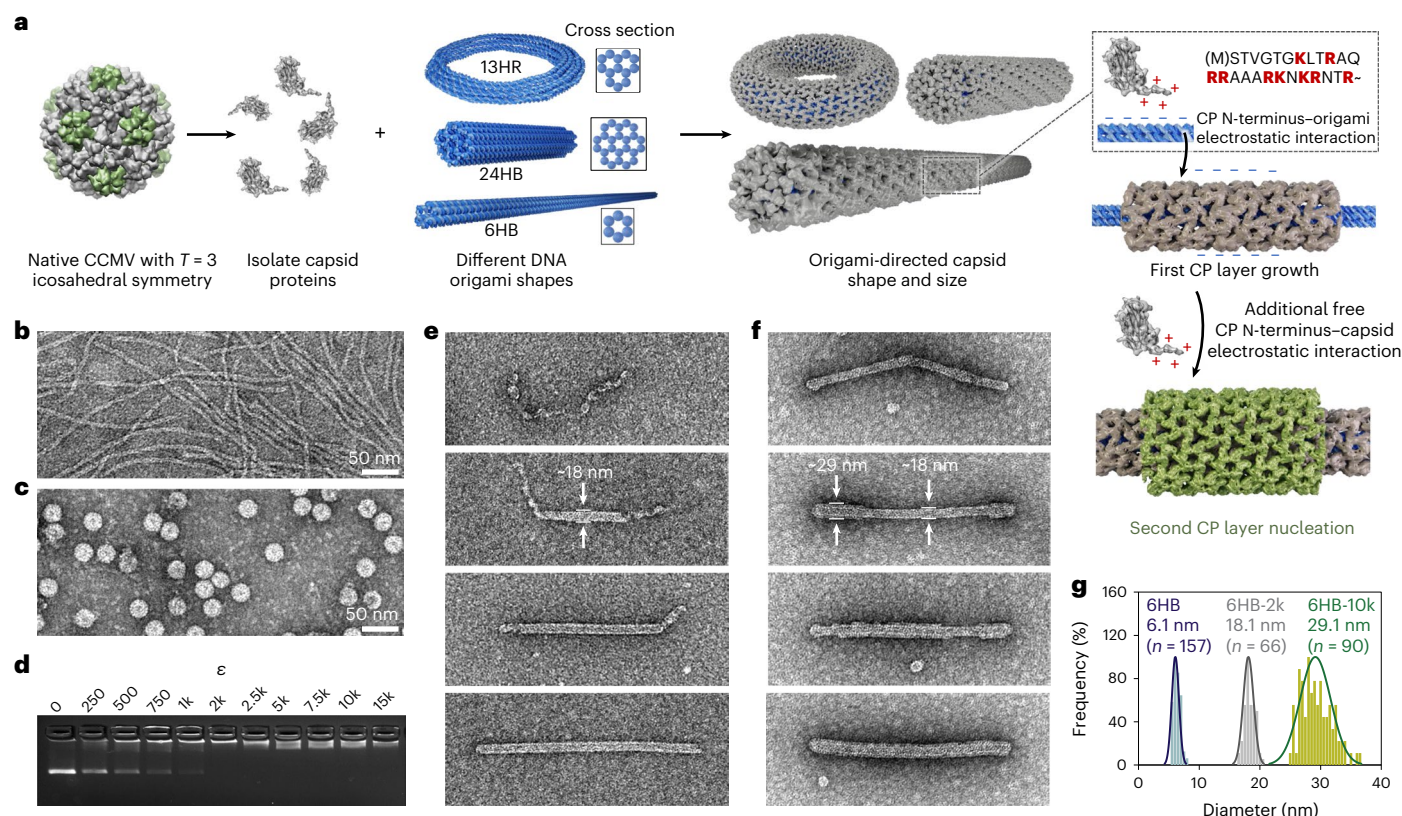 a
Cross section
13HR
24HB
6HB
+
Native CCMV with T = 3
icosahedral symmetry
Isolate capsid
proteins
Different DNA
origami shapes
Origami-directed capsid
shape and size
(M)STVGTGKLTRAQ
RRAAARKNKRNTR~
+ + + +
– – – – – –
CP N-terminus–origami
electrostatic interaction
– – – – –
– – – – –
First CP layer growth
Additional free
CP N-terminus–capsid
electrostatic interaction
+ + + +
Second CP layer nucleation
b
50 nm
c
50 nm
d
ε
0 250 500 750 1k 2k 2.5k 5k 7.5k 10k 15k
e
~18 nm
f
~29 nm ~18 nm
g
6HB 6HB-2k 6HB-10k
6.1 nm 18.1 nm 29.1 nm
(n = 157) (n = 66) (n = 90)
Frequency (%)
160
120
80
40
0
0 10 20 30 40
Diameter (nm)